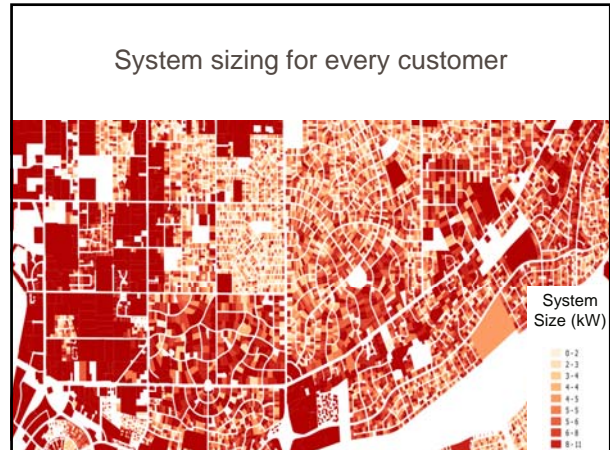 System sizing for every customer
System
Size (kW)
0 - 2
2 - 3
3 - 4
4 - 4
4 - 5
5 - 5
5 - 6
6 - 8
8 - 11